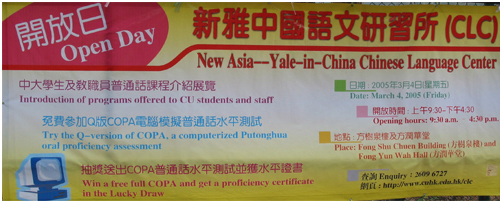 開放日
Open Day
新雅中國語文研習所 (CLC)
New Asia--Yale-in-China Chinese Language Center
中大學生及教職員普通話課程介紹展覽
Introduction of programs offered to CU students and staff
免費參加Q版COPA電腦模擬普通話水平測試
Try the Q-version of COPA, a computerized Putonghua
oral proficiency assessment
抽獎送出COPA普通話水平測試並獲水平證書
Win a free full COPA and get a proficiency certificate
in the Lucky Draw
日期 : 2005年3月4日(星期五)
Date: March 4, 2005 (Friday)
開放時間 : 上午9:30-下午4:30
Opening hours: 9:30 a.m. - 4:30 p.m.
地點 : 方樹泉樓及方潤華堂
Place: Fong Shu Chuen Building (方樹泉樓) and
Fong Yun Wah Hall (方潤華堂)
查詢 Enquiry : 2609 6727
網頁 : http://www.cuhk.edu.hk/clc